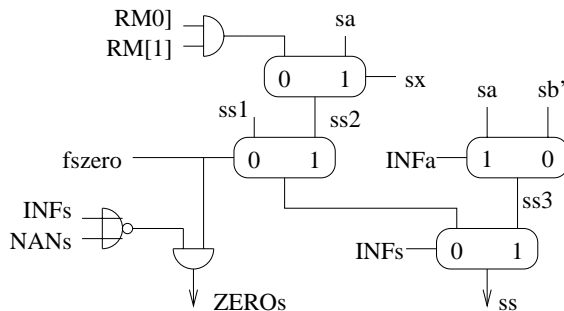 RM0]
RM[1]
sa
0 1
sx
ss1
ss2
sa
sb'
fszero
0 1
INFa
1 0
INFs
NANs
ss3
INFs
0 1
ZEROs
ss